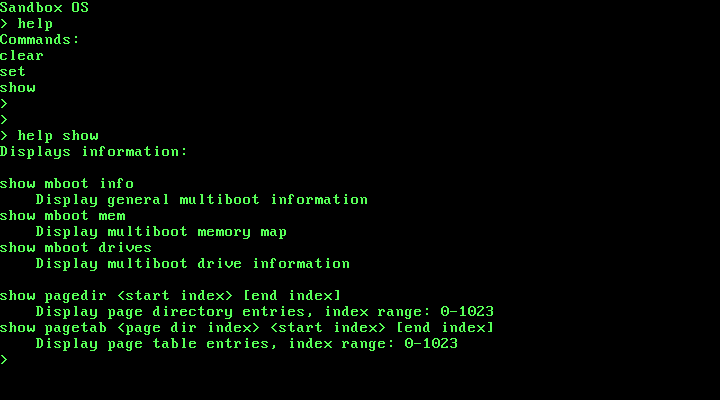 Sandbox OS
> help
Commands:
clear
set
show
>
>
> help show
Displays information:

show mboot info
    Display general multiboot information
show mboot mem
    Display multiboot memory map
show mboot drives
    Display multiboot drive information

show pagedir <start index> [end index]
    Display page directory entries, index range: 0-1023
show pagetab <page dir index> <start index> [end index]
    Display page table entries, index range: 0-1023
>